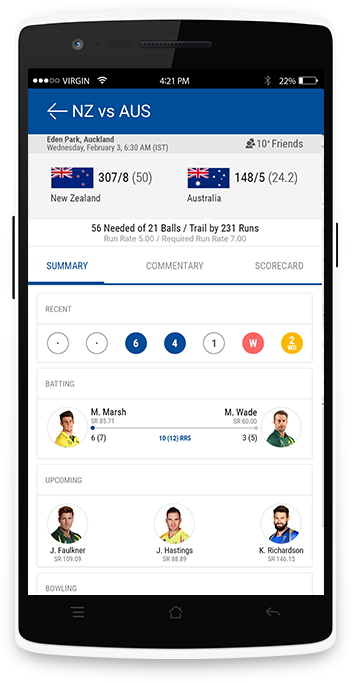 VIRGIN 4:21 PM 22%
NZ vs AUS
Eden Park, Auckland
Wednesday, February 3, 6:30 AM (IST)
10+ Friends
307/8 (50) 148/5 (24.2)
New Zealand Australia
56 Needed of 21 Balls / Trail by 231 Runs
Run Rate 5.00 / Required Run Rate 7.00
SUMMARY COMMENTARY SCORECARD
RECENT
· · 6 4 1 W 2 WD
BATTING
M. Marsh M. Wade
SR 85.71 SR 60.00
6 (7) 10 (12) RR5 3 (5)
UPCOMING
J. Faulkner J. Hastings K. Richardson
SR 109.09 SR 88.89 SR 146.15
BOWLING